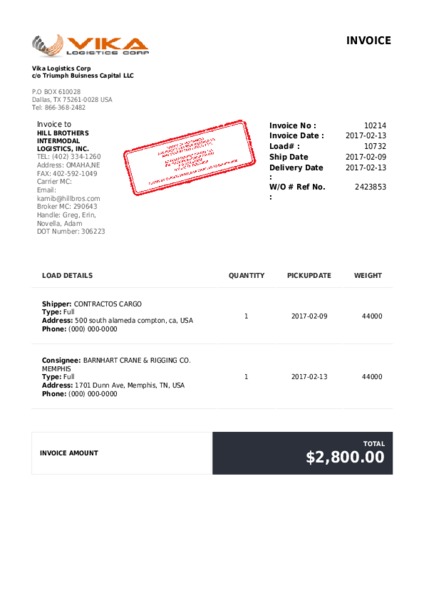 VIKA
LOGISTICS CORP
INVOICE
Vika Logistics Corp
c/o Triumph Buisness Capital LLC
P.O BOX 610028
Dallas, TX 75261-0028 USA
Tel: 866-368-2482
Invoice to
HILL BROTHERS
INTERMODAL
LOGISTICS, INC.
TEL: (402) 334-1260
Address: OMAHA,NE
FAX: 402-592-1049
Carrier MC:
Email:
kamib@hillbros.com
Broker MC: 290643
Handle: Greg, Erin,
Novella, Adam
DOT Number: 306223
Invoice No : 10214
Invoice Date : 2017-02-13
Load# : 10732
Ship Date 2017-02-09
Delivery Date 2017-02-13
:
W/O # Ref No. 2423853
:
LOAD DETAILS QUANTITY PICKUPDATE WEIGHT
Shipper: CONTRACTOS CARGO
Type: Full
Address: 500 south alameda compton, ca, USA
Phone: (000) 000-0000
1 2017-02-09 44000
Consignee: BARNHART CRANE & RIGGING CO.
MEMPHIS
Type: Full
Address: 1701 Dunn Ave, Memphis, TN, USA
Phone: (000) 000-0000
1 2017-02-13 44000
INVOICE AMOUNT
TOTAL
$2,800.00